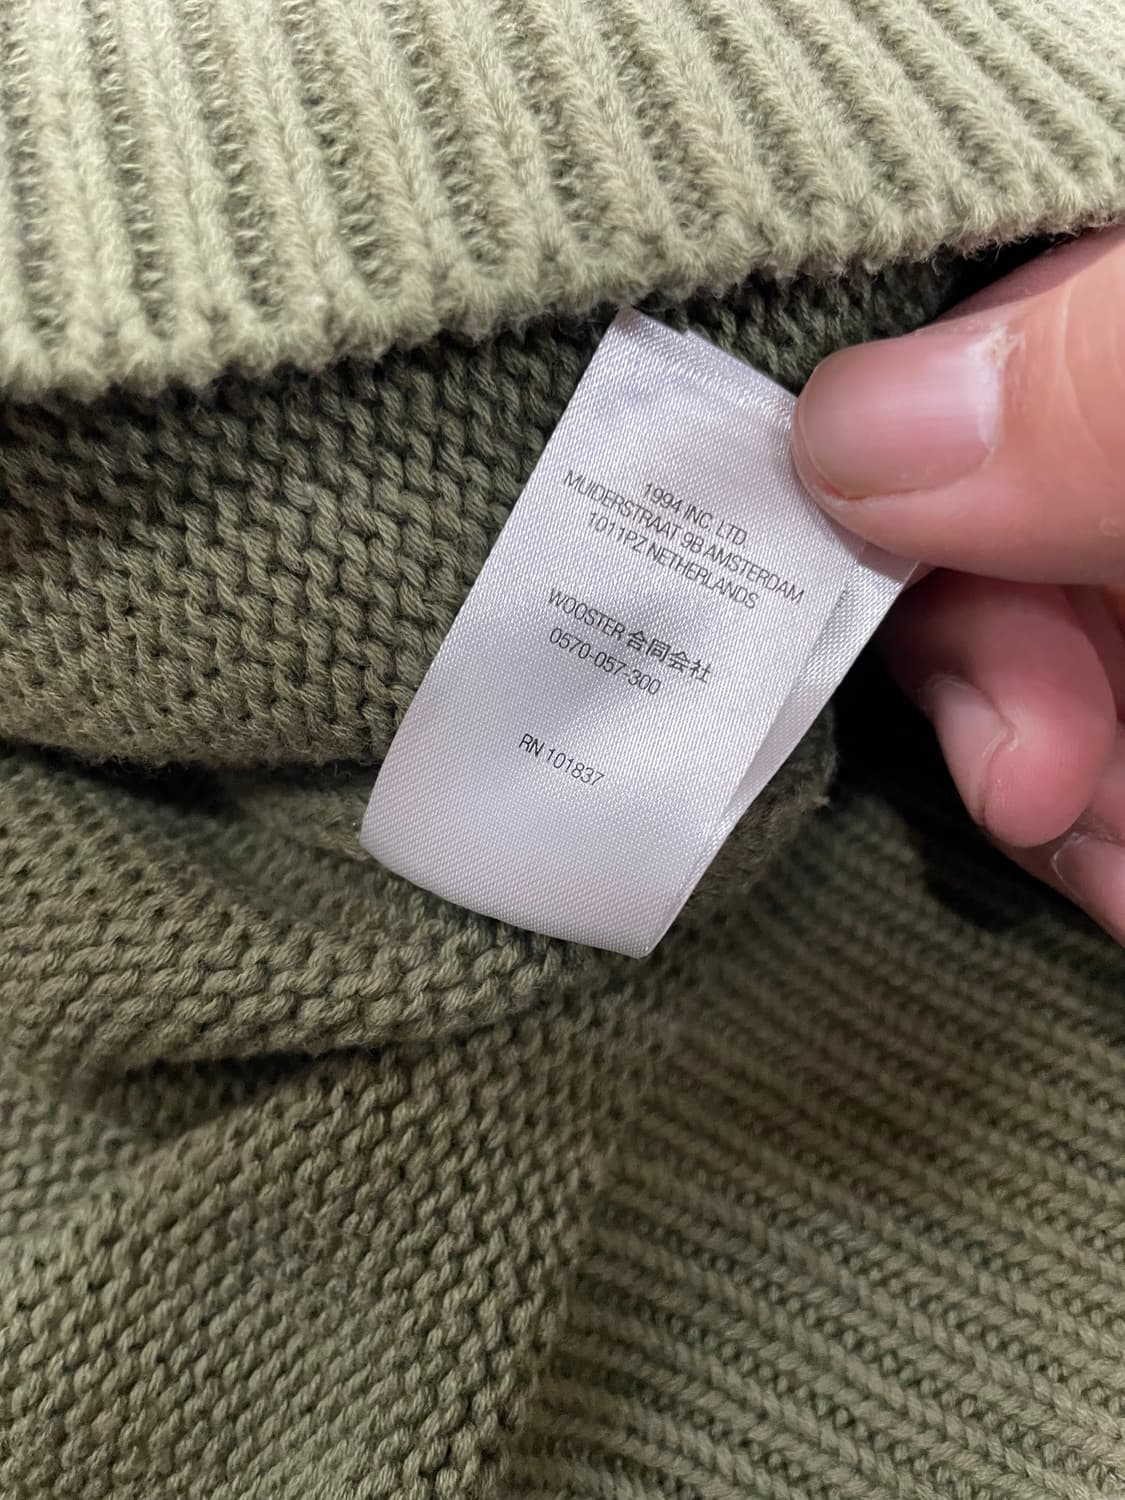 1994 INC. LTD.
MUIDERSTRAAT 9B AMSTERDAM
1011PZ NETHERLANDS
WOOSTER 合同会社
0570-057-300
RN 101837